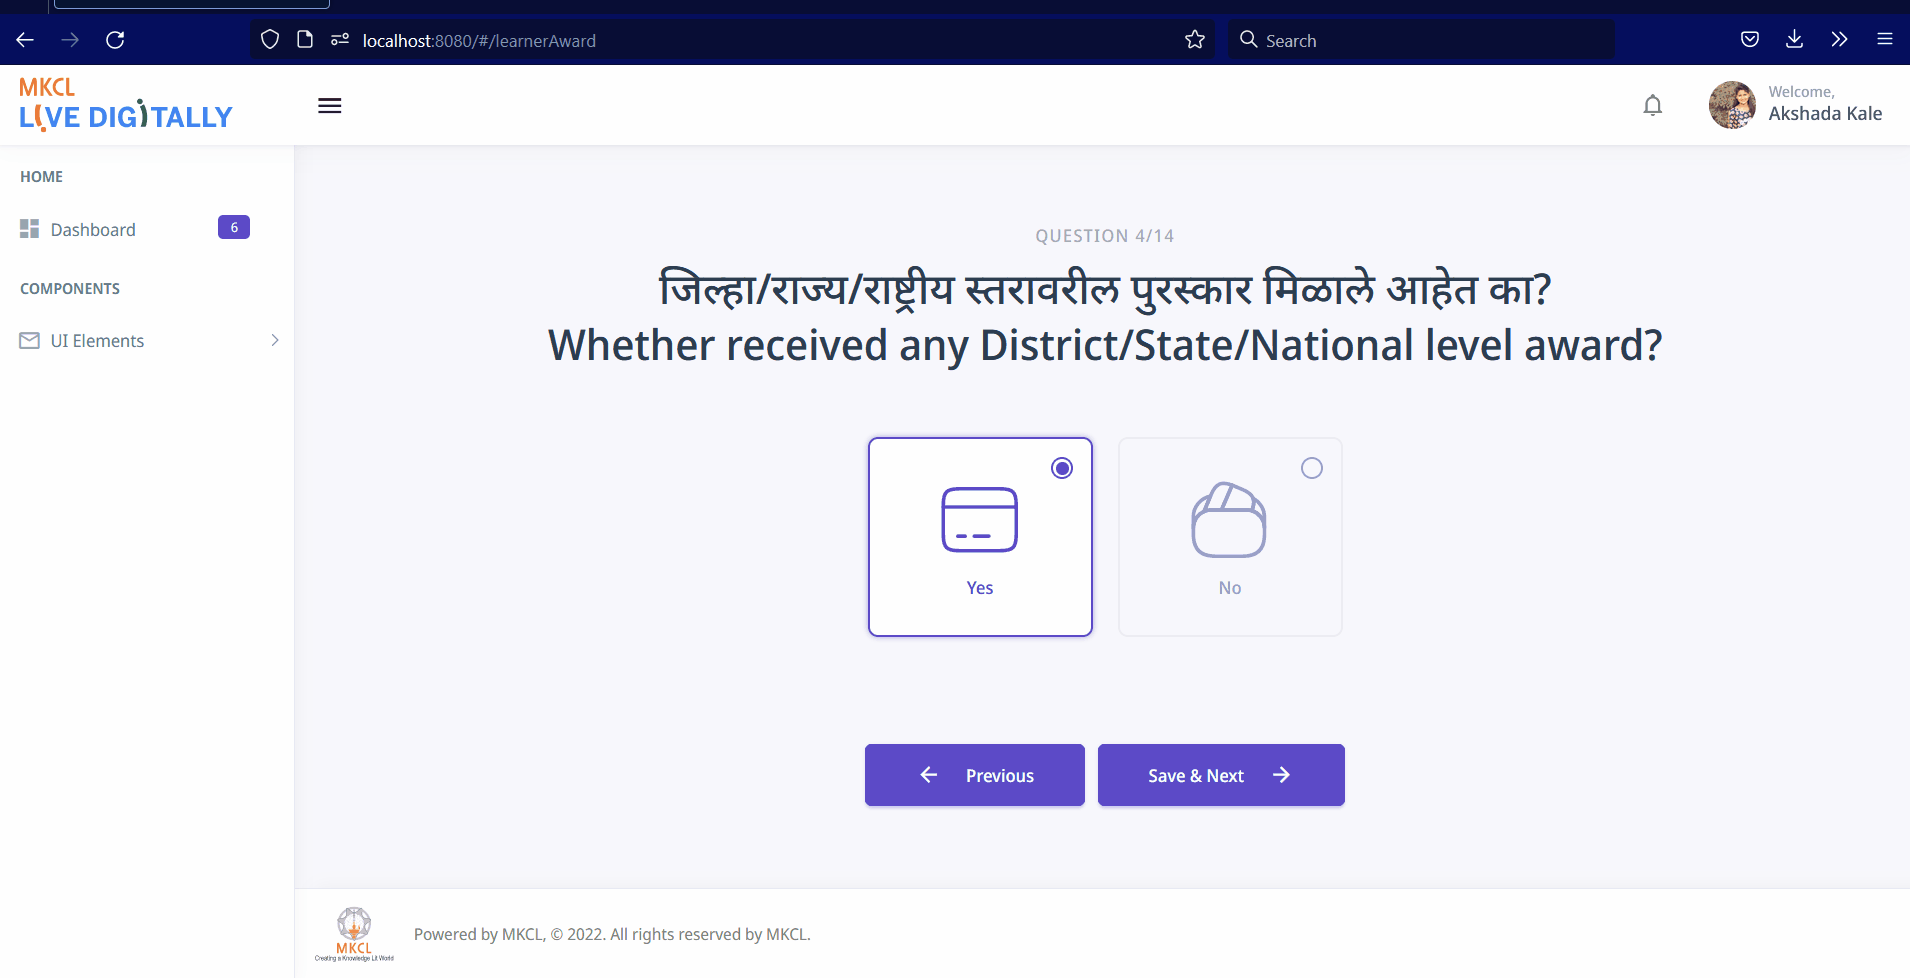 localhost:8080/#/learnerAward
Search
MKCL
LIVE DIGITALLY
Welcome,
Akshada Kale
HOME
Dashboard
6
COMPONENTS
UI Elements
QUESTION 4/14
जिल्हा/राज्य/राष्ट्रीय स्तरावरील पुरस्कार मिळाले आहेत का?
Whether received any District/State/National level award?
Yes
No
Previous
Save & Next
MKCL
Creating a Knowledge Lit World
Powered by MKCL, © 2022. All rights reserved by MKCL.